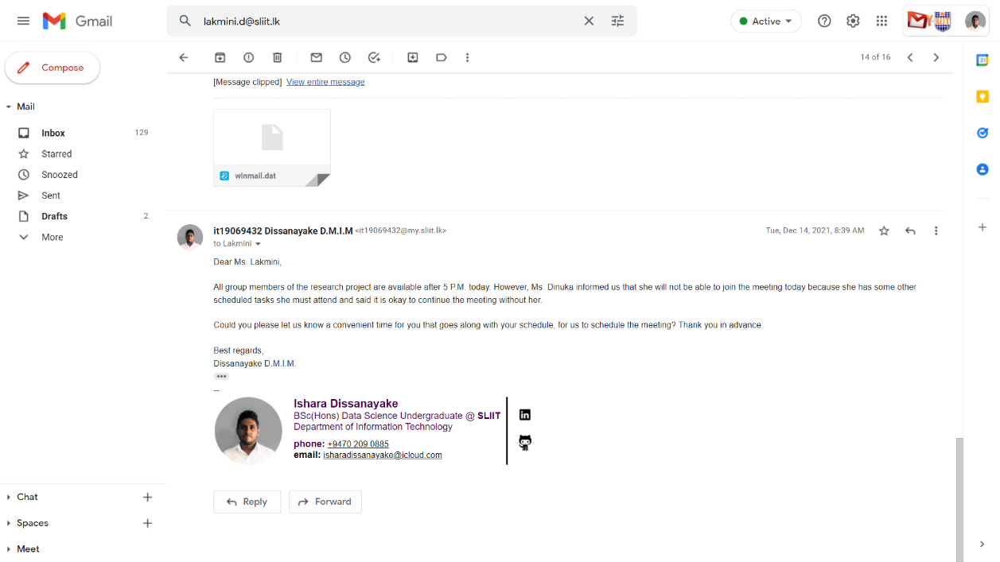 Gmail
lakmini.d@sliit.lk
Active
Compose
14 of 16
[Message clipped] View entire message
Mail
Inbox 129
Starred
Snoozed
Sent
Drafts 2
More
winmail.dat
it19069432 Dissanayake D.M.I.M <it19069432@my.sliit.lk>
Tue, Dec 14, 2021, 8:39 AM
to Lakmini
Dear Ms. Lakmini,
All group members of the research project are available after 5 P.M. today. However, Ms. Dinuka informed us that she will not be able to join the meeting today because she has some other
scheduled tasks she must attend and said it is okay to continue the meeting without her.
Could you please let us know a convenient time for you that goes along with your schedule, for us to schedule the meeting? Thank you in advance.
Best regards,
Dissanayake D.M.I.M.
--
Ishara Dissanayake
BSc(Hons) Data Science Undergraduate @ SLIIT
Department of Information Technology
phone: +9470 209 0885
email: isharadissanayake@icloud.com
in
Reply
Forward
Chat
Spaces
Meet
31